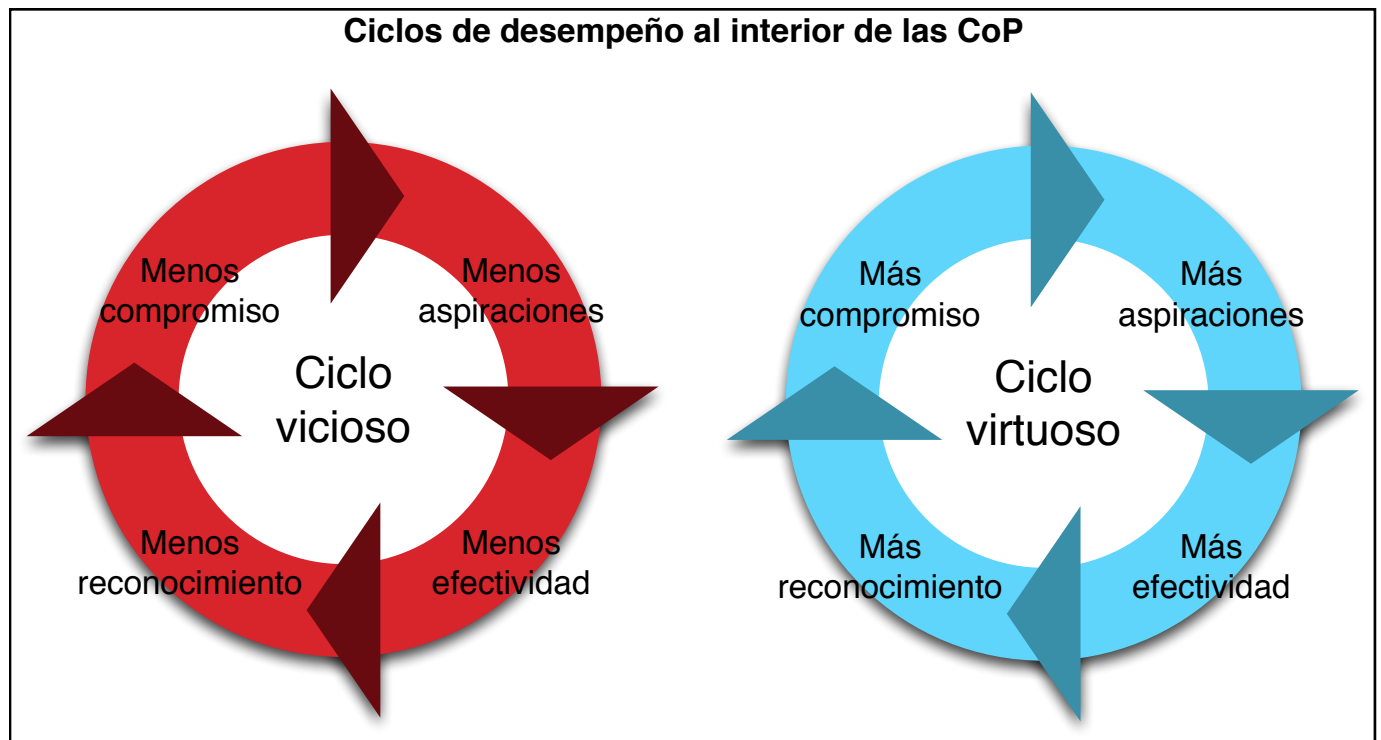 Ciclos de desempeño al interior de las CoP
Menos
compromiso
Menos
aspiraciones
Ciclo
vicioso
Menos
reconocimiento
Menos
efectividad
Más
compromiso
Más
aspiraciones
Ciclo
virtuoso
Más
reconocimiento
Más
efectividad